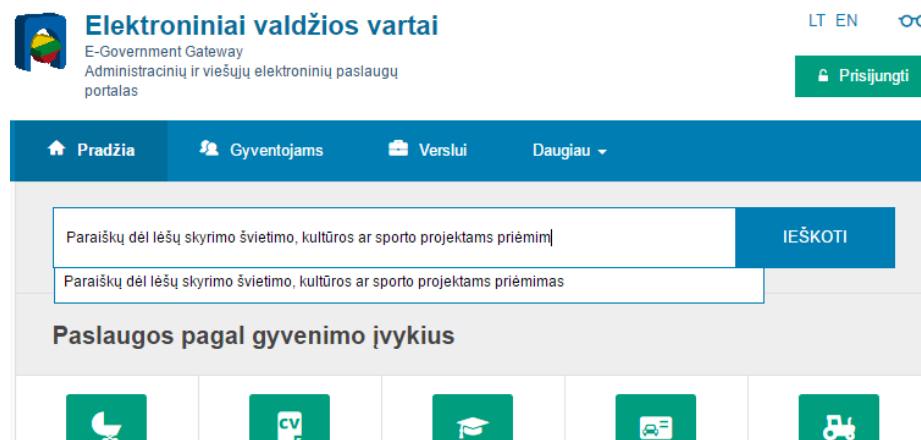 Elektroniniai valdžios vartai
LT EN
E-Government Gateway
Administracinių ir viešųjų elektroninių paslaugų
portalas
Prisijungti
Pradžia
Gyventojams
Verslui
Daugiau
Paraiškų dėl lėšų skyrimo švietimo, kultūros ar sporto projektams priėmim
IEŠKOTI
Paraiškų dėl lėšų skyrimo švietimo, kultūros ar sporto projektams priėmimas
Paslaugos pagal gyvenimo įvykius
CV